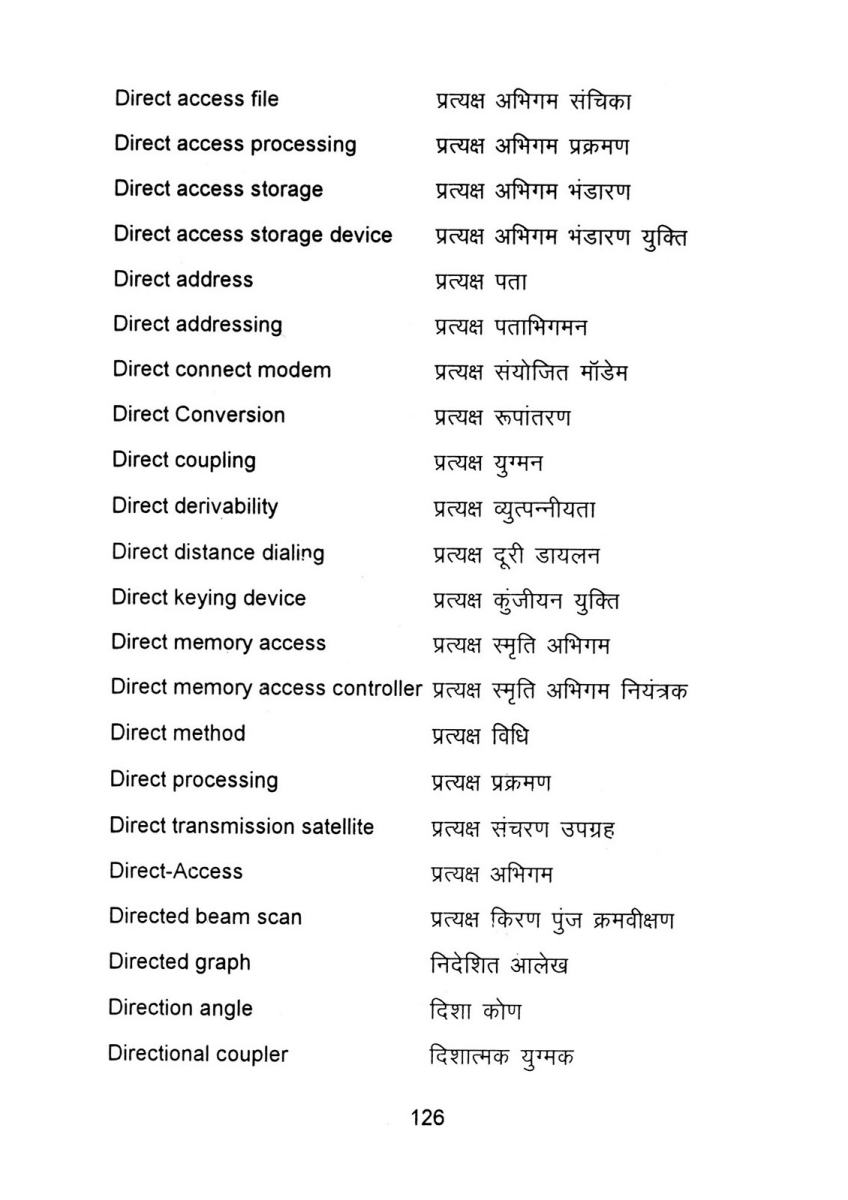 Direct access file प्रत्यक्ष अभिगम संचिका
Direct access processing प्रत्यक्ष अभिगम प्रक्रमण
Direct access storage प्रत्यक्ष अभिगम भंडारण
Direct access storage device प्रत्यक्ष अभिगम भंडारण युक्ति
Direct address प्रत्यक्ष पता
Direct addressing प्रत्यक्ष पताभिगमन
Direct connect modem प्रत्यक्ष संयोजित मॉडेम
Direct Conversion प्रत्यक्ष रूपांतरण
Direct coupling प्रत्यक्ष युग्मन
Direct derivability प्रत्यक्ष व्युत्पन्नीयता
Direct distance dialing प्रत्यक्ष दूरी डायलन
Direct keying device प्रत्यक्ष कुंजीयन युक्ति
Direct memory access प्रत्यक्ष स्मृति अभिगम
Direct memory access controller प्रत्यक्ष स्मृति अभिगम नियंत्रक
Direct method प्रत्यक्ष विधि
Direct processing प्रत्यक्ष प्रक्रमण
Direct transmission satellite प्रत्यक्ष संचरण उपग्रह
Direct-Access प्रत्यक्ष अभिगम
Directed beam scan प्रत्यक्ष किरण पुंज क्रमवीक्षण
Directed graph निदेशित आलेख
Direction angle दिशा कोण
Directional coupler दिशात्मक युग्मक
126